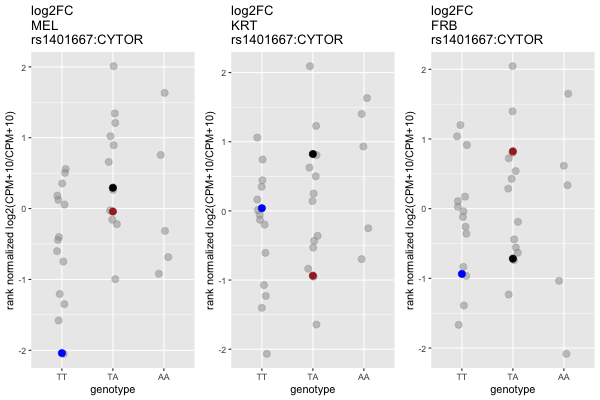 log2FC
MEL
rs1401667:CYTOR
rank normalized log2(CPM+10/CPM+10)
2
1
0
-1
-2
TT
TA
AA
genotype
log2FC
KRT
rs1401667:CYTOR
rank normalized log2(CPM+10/CPM+10)
2
1
0
-1
-2
TT
TA
AA
genotype
log2FC
FRB
rs1401667:CYTOR
rank normalized log2(CPM+10/CPM+10)
2
1
0
-1
-2
TT
TA
AA
genotype